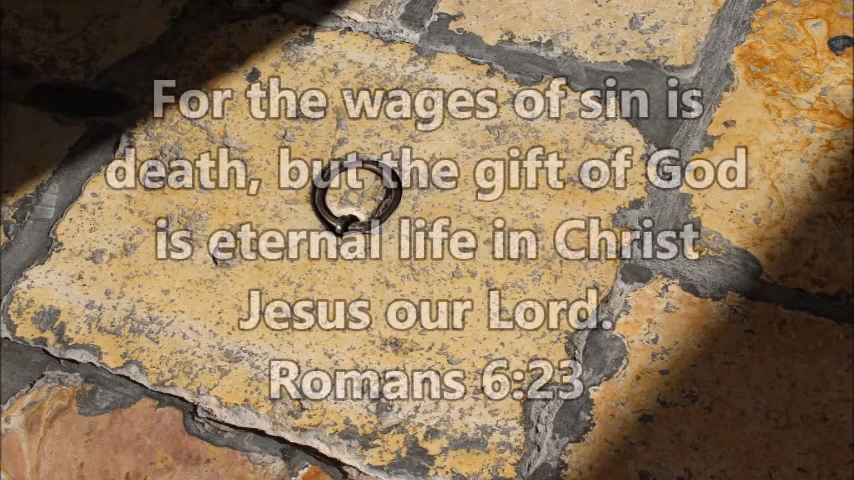 For the wages of sin is
death, but the gift of God
is eternal life in Christ
Jesus our Lord.
Romans 6:23